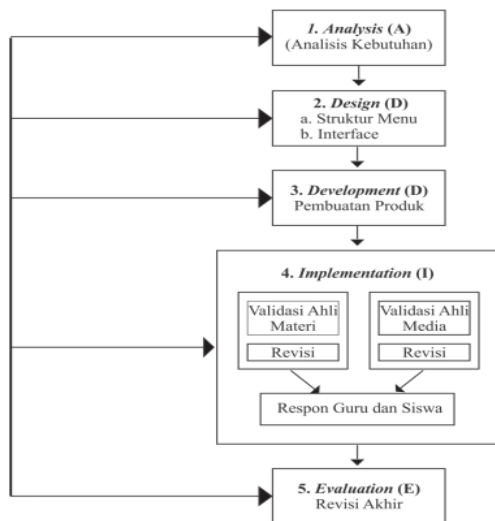 1. Analysis (A)
(Analisis Kebutuhan)
2. Design (D)
a. Struktur Menu
b. Interface
3. Development (D)
Pembuatan Produk
4. Implementation (I)
Validasi Ahli
Materi
Revisi
Validasi Ahli
Media
Revisi
Respon Guru dan Siswa
5. Evaluation (E)
Revisi Akhir